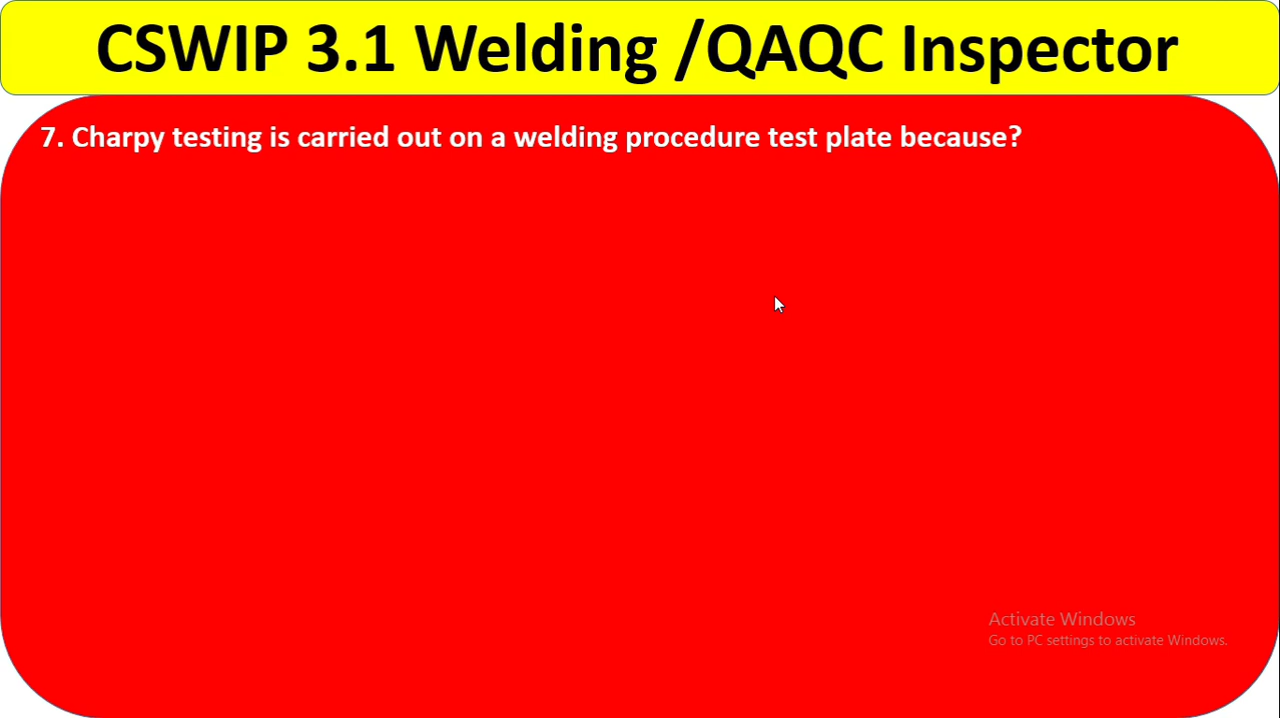 CSWIP 3.1 Welding /QAQC Inspector
7. Charpy testing is carried out on a welding procedure test plate because?
Activate Windows
Go to PC settings to activate Windows.